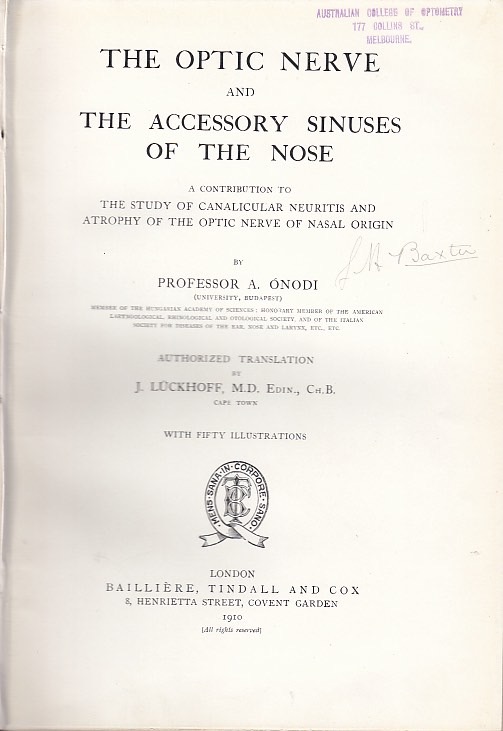 AUSTRALIAN COLLEGE OF OPTOMETRY
177 COLLINS ST.,
MELBOURNE.
THE OPTIC NERVE
AND
THE ACCESSORY SINUSES
OF THE NOSE
A CONTRIBUTION TO
THE STUDY OF CANALICULAR NEURITIS AND
ATROPHY OF THE OPTIC NERVE OF NASAL ORIGIN
Baxter
BY
PROFESSOR A. ÓNODI
(UNIVERSITY, BUDAPEST)
MEMBER OF THE HUNGARIAN ACADEMY OF SCIENCES; HONORARY MEMBER OF THE AMERICAN
LARYNGOLOGICAL, RHINOLOGICAL AND OTOLOGICAL SOCIETY, AND OF THE ITALIAN
SOCIETY FOR DISEASES OF THE EAR, NOSE AND LARYNX, ETC., ETC.
AUTHORIZED TRANSLATION
BY
J. LÜCKHOFF, M.D. EDIN., CH.B.
CAPE TOWN
WITH FIFTY ILLUSTRATIONS
·MENS·SANA·IN·CORPORE·SANO·
LONDON
BAILLIÈRE, TINDALL AND COX
8, HENRIETTA STREET, COVENT GARDEN
1910
[All rights reserved]